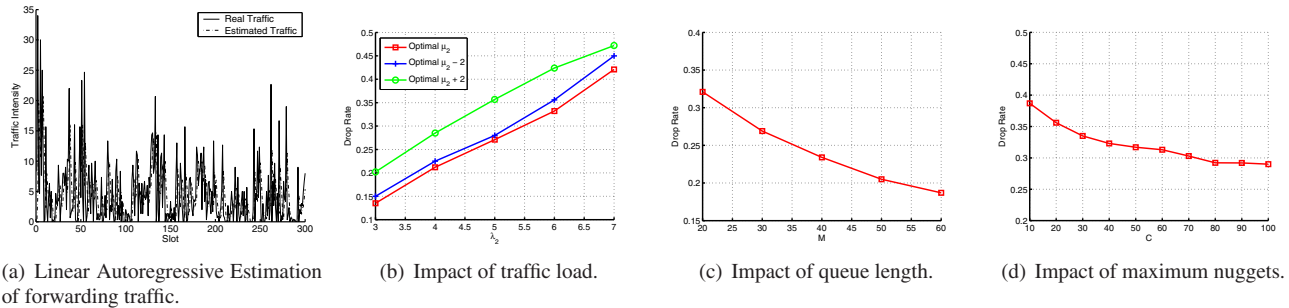 35
30
25
20
15
10
5
0
0 50 100 150 200 250 300
Traffic Intensity
Slot
Real Traffic
Estimated Traffic
(a) Linear Autoregressive Estimation
of forwarding traffic.
0.5
0.45
0.4
0.35
0.3
0.25
0.2
0.15
0.1
3 3.5 4 4.5 5 5.5 6 6.5 7
Drop Rate
λ2
Optimal μ2
Optimal μ2 − 2
Optimal μ2 + 2
(b) Impact of traffic load.
0.4
0.35
0.3
0.25
0.2
0.15
20 25 30 35 40 45 50 55 60
Drop Rate
M
(c) Impact of queue length.
0.5
0.45
0.4
0.35
0.3
0.25
0.2
10 20 30 40 50 60 70 80 90 100
Drop Rate
C
(d) Impact of maximum nuggets.